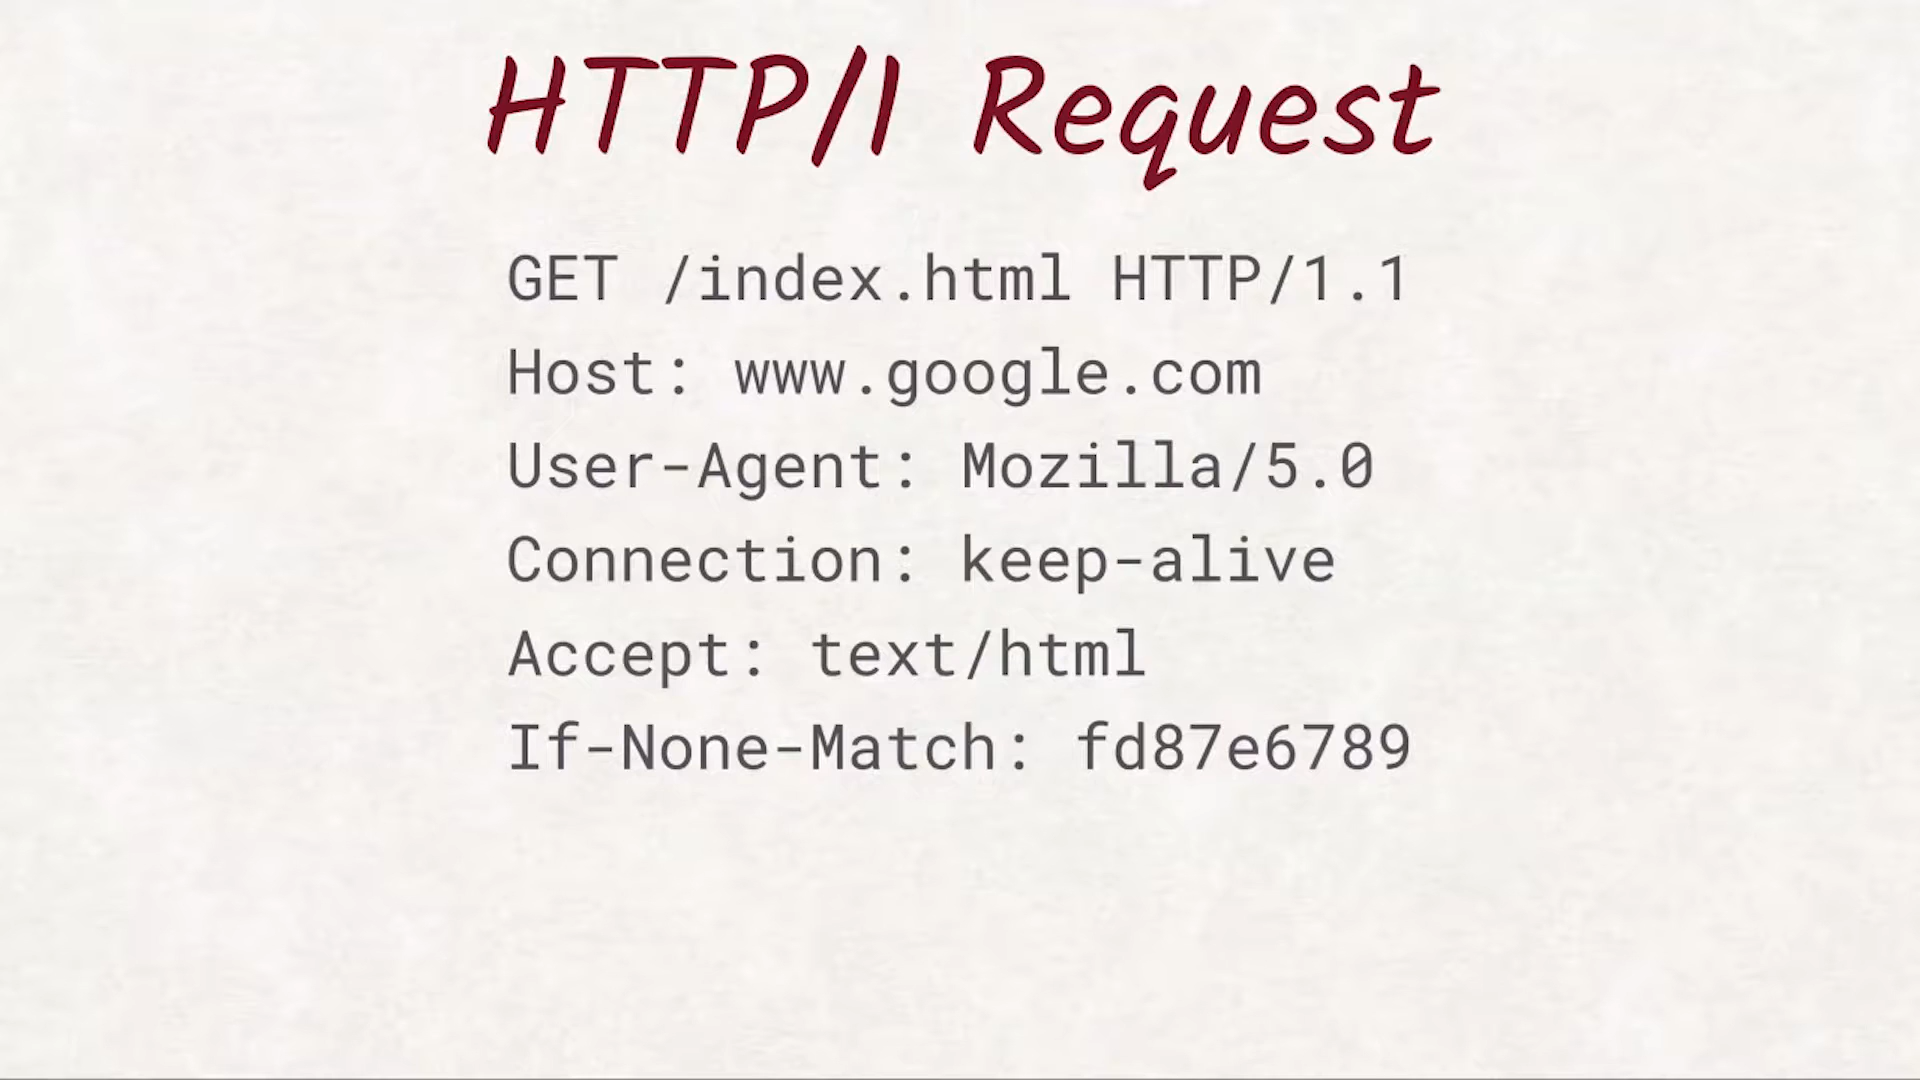 HTTP/1 Request
GET /index.html HTTP/1.1
Host: www.google.com
User-Agent: Mozilla/5.0
Connection: keep-alive
Accept: text/html
If-None-Match: fd87e6789